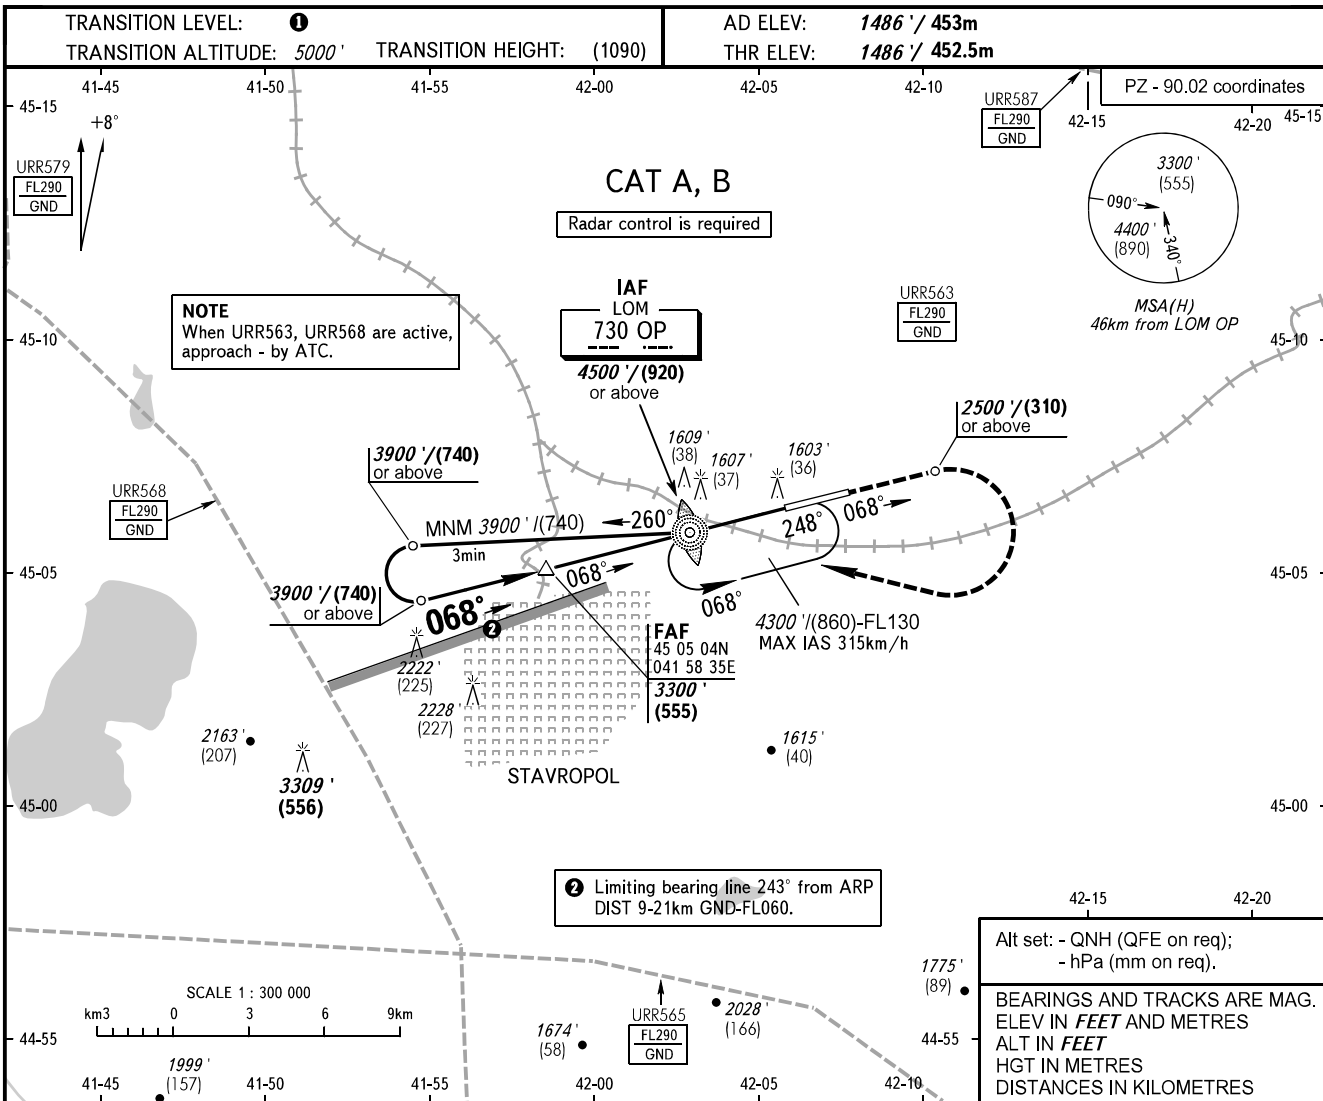 TRANSITION LEVEL: 1
TRANSITION ALTITUDE: 5000 ' TRANSITION HEIGHT: (1090)
AD ELEV: 1486 '/ 453m
THR ELEV: 1486 '/ 452.5m
41-45 41-50 41-55 42-00 42-05 42-10
PZ - 90.02 coordinates
42-15 42-20 45-15
45-15
+8°
URR579
FL290
GND
URR587
FL290
GND
CAT A, B
Radar control is required
3300 '
(555)
090°
4400 '
(890)
340°
MSA(H)
46km from LOM OP
NOTE
When URR563, URR568 are active,
approach - by ATC.
IAF
LOM
730 OP
4500 '/(920)
or above
URR563
FL290
GND
45-10
45-10
2500 '/(310)
or above
3900 '/(740)
or above
1609 '
(38)
1607 '
(37)
1603 '
(36)
URR568
FL290
GND
MNM 3900 '/(740)
3min
260°
248°
068°
068°
068°
068°
3900 '/(740)
or above
2
4300 '/(860)-FL130
MAX IAS 315km/h
45-05
45-05
FAF
45 05 04N
041 58 35E
3300 '
(555)
2222 '
(225)
2228 '
(227)
2163 '
(207)
3309 '
(556)
1615 '
(40)
STAVROPOL
45-00
45-00
2 Limiting bearing line 243° from ARP
DIST 9-21km GND-FL060.
42-15 42-20
Alt set: - QNH (QFE on req);
- hPa (mm on req).
BEARINGS AND TRACKS ARE MAG.
ELEV IN FEET AND METRES
ALT IN FEET
HGT IN METRES
DISTANCES IN KILOMETRES
1775 '
(89)
SCALE 1 : 300 000
km3 0 3 6 9km
URR565
FL290
GND
2028 '
(166)
1674 '
(58)
1999 '
(157)
44-55
44-55
41-45 41-50 41-55 42-00 42-05 42-10